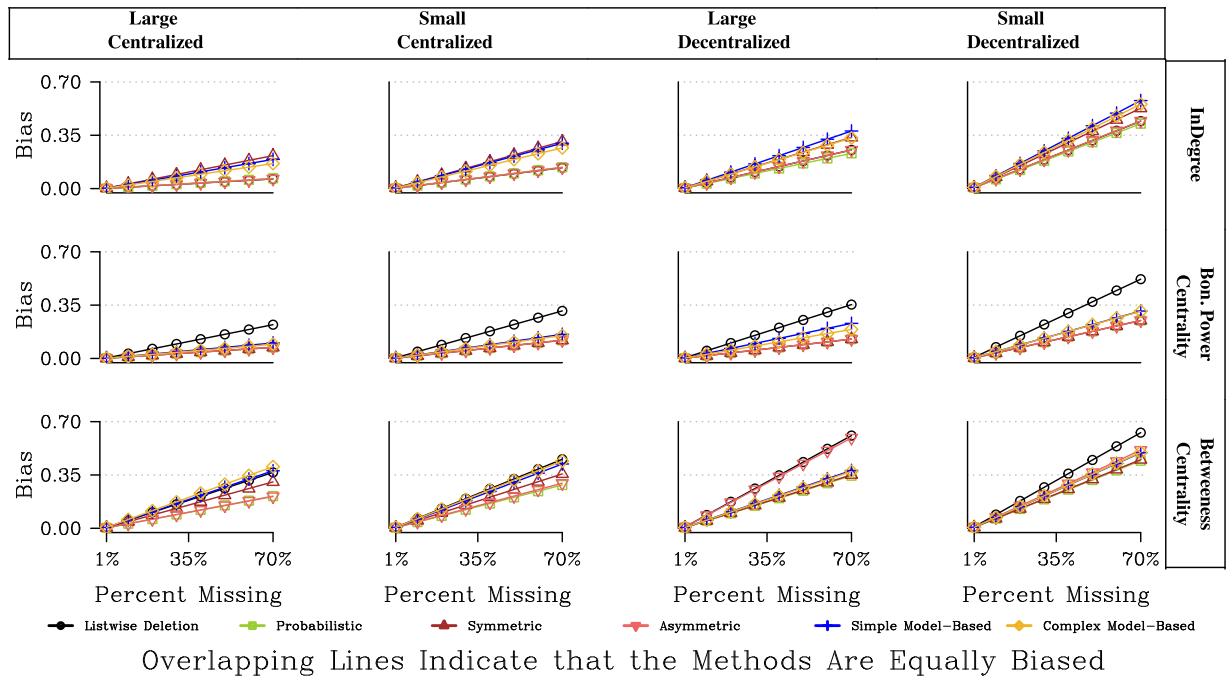 Large Small Large Small
Centralized Centralized Decentralized Decentralized
0.70
0.35
0.00
Bias
InDegree
0.70
0.35
0.00
Bias
Bon. Power
Centrality
0.70
0.35
0.00
Bias
Betweeness
Centrality
1% 35% 70% 1% 35% 70% 1% 35% 70% 1% 35% 70%
Percent Missing Percent Missing Percent Missing Percent Missing
Listwise Deletion Probabilistic Symmetric Asymmetric Simple Model-Based Complex Model-Based
Overlapping Lines Indicate that the Methods Are Equally Biased